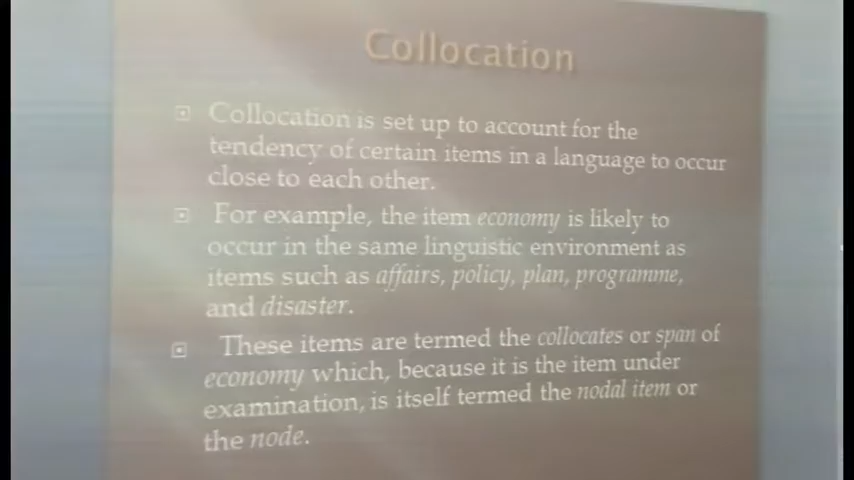 Collocation
Collocation is set up to account for the
tendency of certain items in a language to occur
close to each other.
For example, the item economy is likely to
occur in the same linguistic environment as
items such as affairs, policy, plan, programme,
and disaster.
These items are termed the collocates or span of
economy which, because it is the item under
examination, is itself termed the nodal item or
the node.